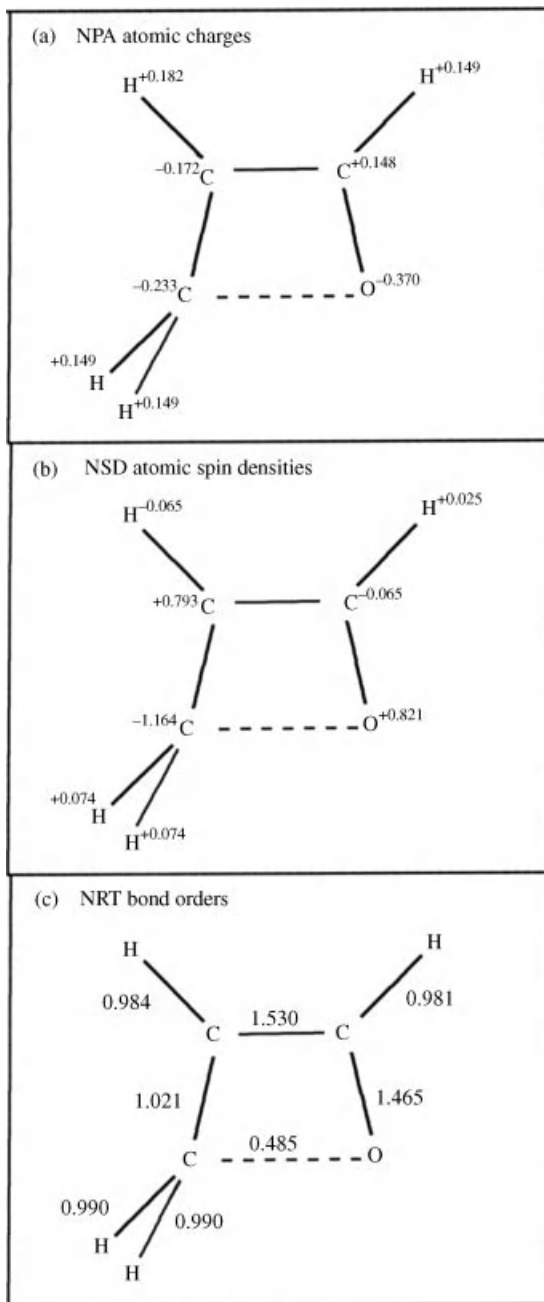 (a) NPA atomic charges
H+0.182 H+0.149
−0.172C C+0.148
−0.233C O−0.370
+0.149
H
H+0.149
(b) NSD atomic spin densities
H−0.065 H+0.025
+0.793C C−0.065
−1.164C O+0.821
+0.074
H
H+0.074
(c) NRT bond orders
H H
0.984 0.981
1.530
C C
1.021 1.465
0.485
C O
0.990
0.990
H
H